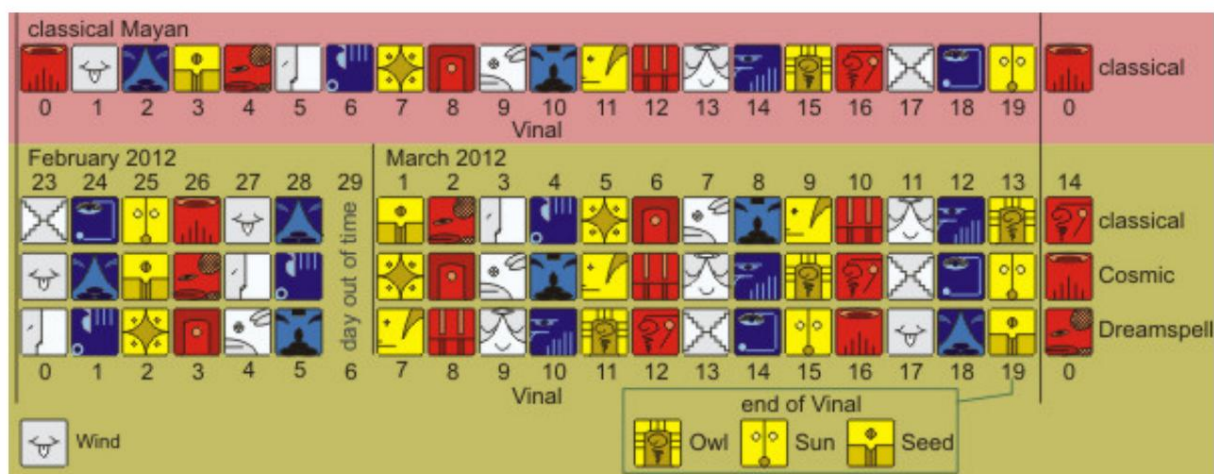 classical Mayan
classical
0 1 2 3 4 5 6 7 8 9 10 11 12 13 14 15 16 17 18 19 0
Vinal
February 2012 March 2012
23 24 25 26 27 28 29 1 2 3 4 5 6 7 8 9 10 11 12 13 14
day out of time
classical
Cosmic
Dreamspell
0 1 2 3 4 5 6 7 8 9 10 11 12 13 14 15 16 17 18 19 0
Vinal
end of Vinal
Wind Owl Sun Seed